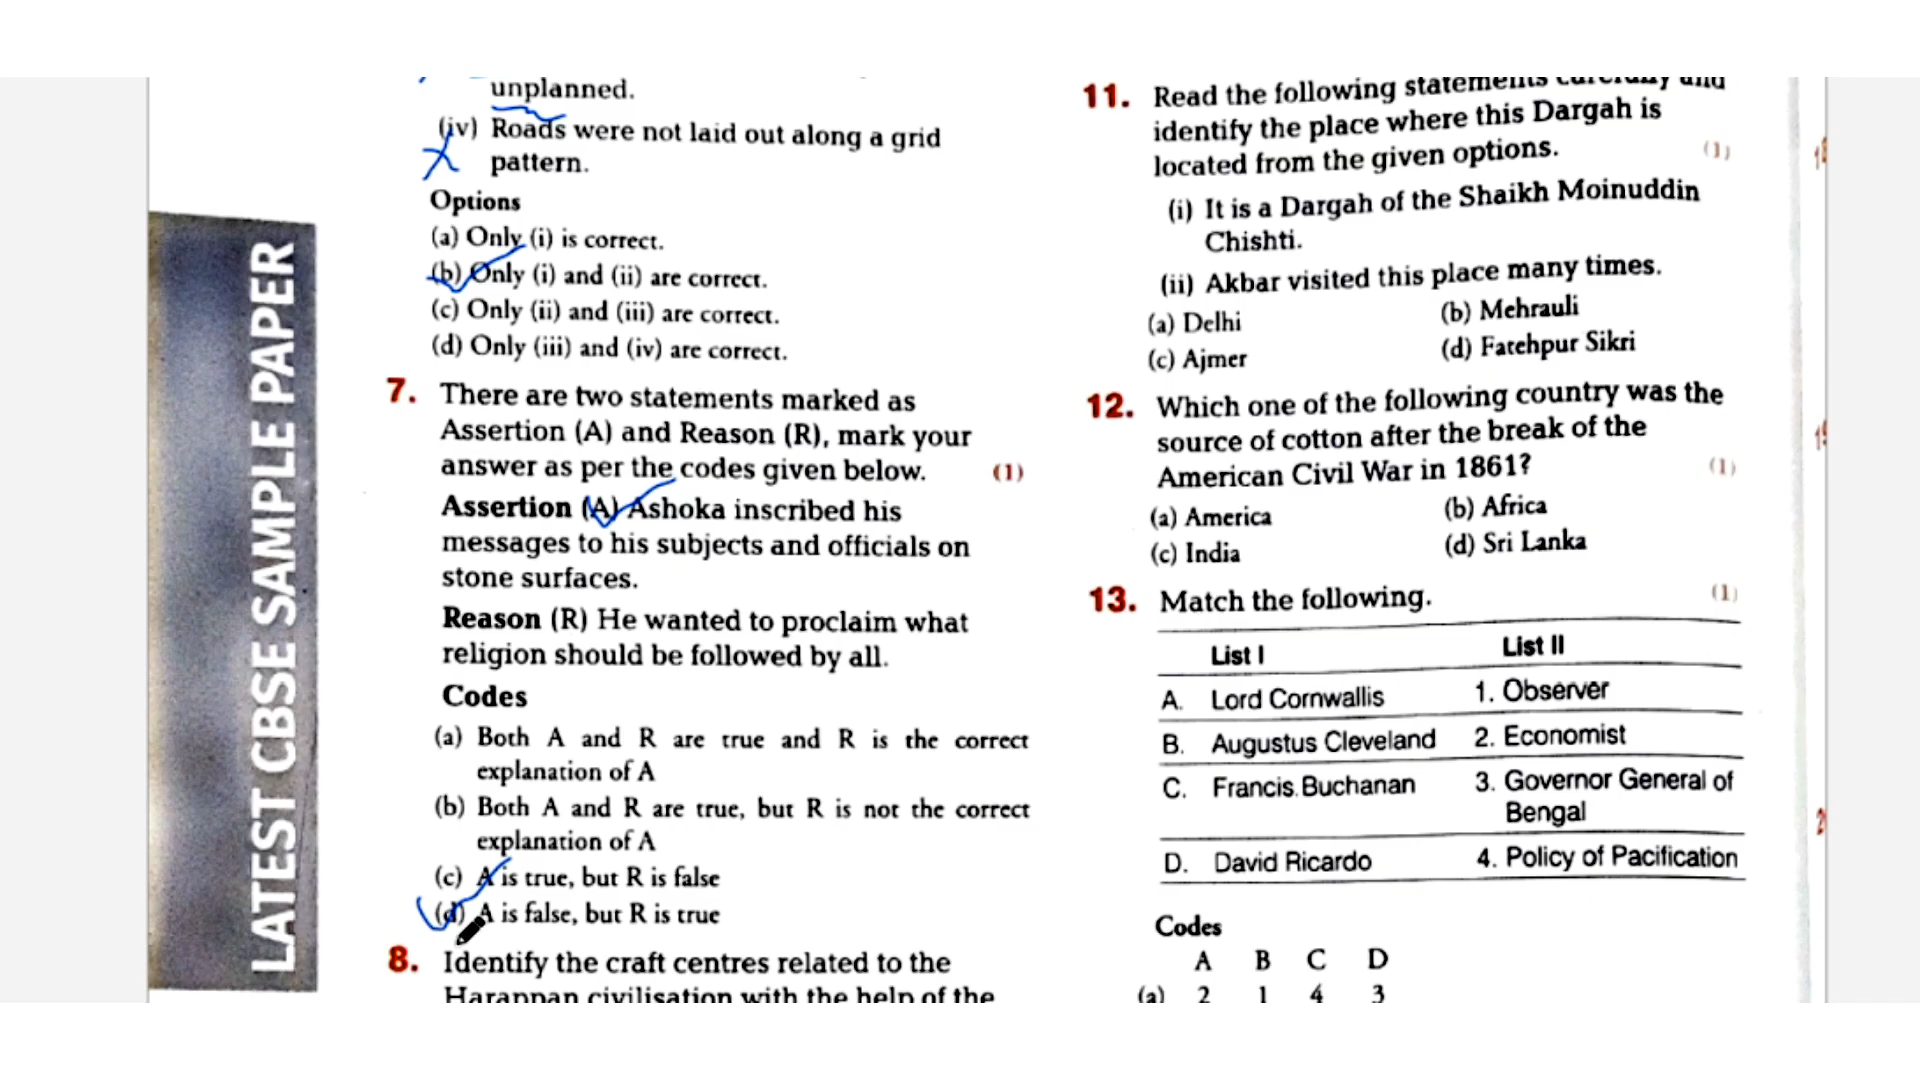 LATEST CBSE SAMPLE PAPER
unplanned.
(iv) Roads were not laid out along a grid
pattern.
Options
(a) Only (i) is correct.
(b) Only (i) and (ii) are correct.
(c) Only (ii) and (iii) are correct.
(d) Only (iii) and (iv) are correct.
7. There are two statements marked as
Assertion (A) and Reason (R), mark your
answer as per the codes given below. (1)
Assertion (A) Ashoka inscribed his
messages to his subjects and officials on
stone surfaces.
Reason (R) He wanted to proclaim what
religion should be followed by all.
Codes
(a) Both A and R are true and R is the correct
explanation of A
(b) Both A and R are true, but R is not the correct
explanation of A
(c) A is true, but R is false
(d) A is false, but R is true
8. Identify the craft centres related to the
Harappan civilisation with the help of the
11. Read the following statements carefully and
identify the place where this Dargah is
located from the given options. (1)
(i) It is a Dargah of the Shaikh Moinuddin
Chishti.
(ii) Akbar visited this place many times.
(a) Delhi (b) Mehrauli
(c) Ajmer (d) Fatehpur Sikri
12. Which one of the following country was the
source of cotton after the break of the
American Civil War in 1861? (1)
(a) America (b) Africa
(c) India (d) Sri Lanka
13. Match the following. (1)
List I List II
A. Lord Cornwallis 1. Observer
B. Augustus Cleveland 2. Economist
C. Francis Buchanan 3. Governor General of
Bengal
D. David Ricardo 4. Policy of Pacification
Codes
A B C D
(a) 2 1 4 3